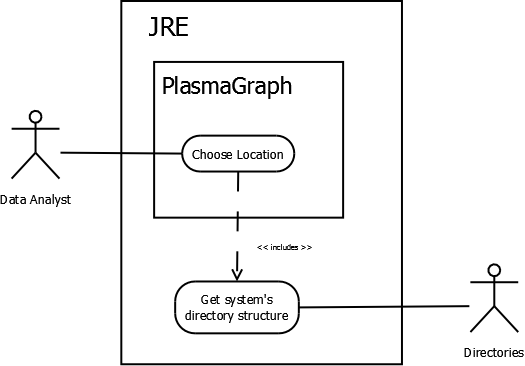 JRE
PlasmaGraph
Choose Location
Data Analyst
<< includes >>
Get system's
directory structure
Directories